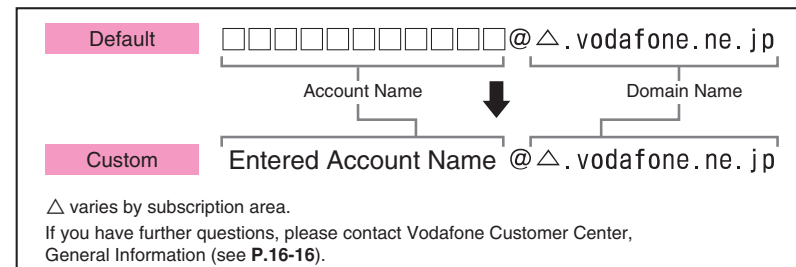 Default □□□□□□□□□□□@△.vodafone.ne.jp
Account Name Domain Name
Custom Entered Account Name @△.vodafone.ne.jp
△ varies by subscription area.
If you have further questions, please contact Vodafone Customer Center,
General Information (see P.16-16).